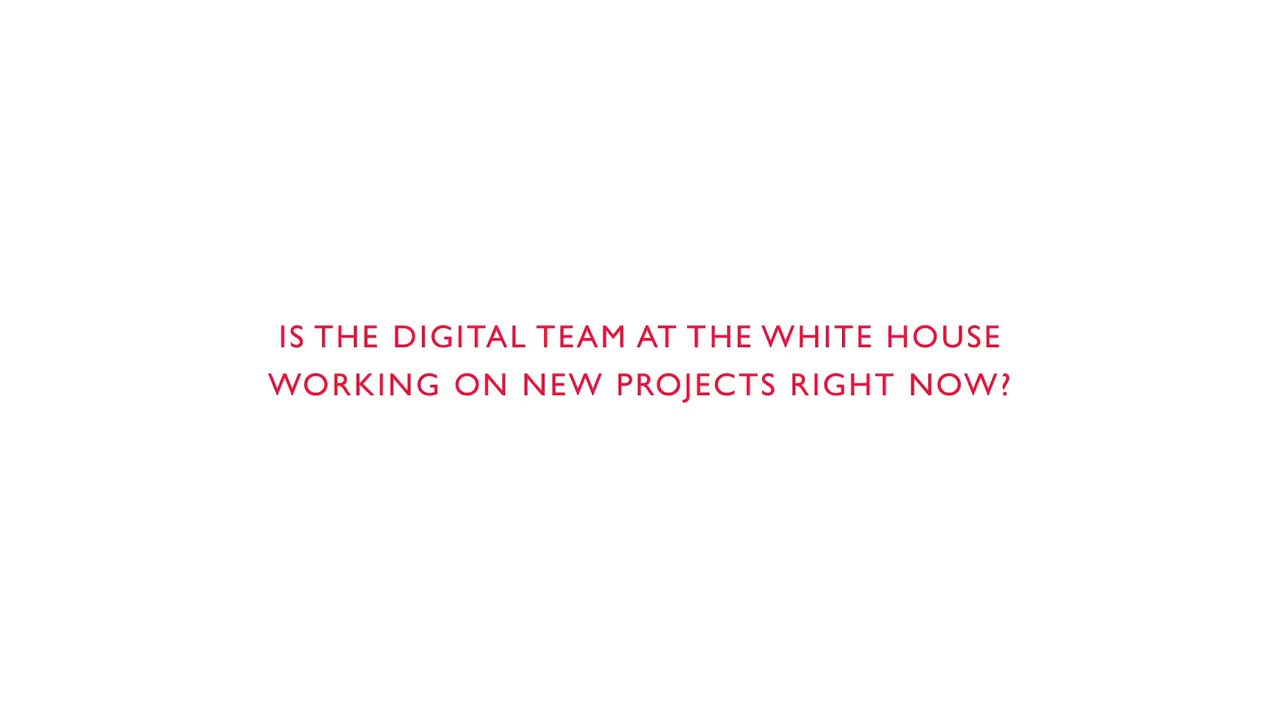 IS THE DIGITAL TEAM AT THE WHITE HOUSE
WORKING ON NEW PROJECTS RIGHT NOW?